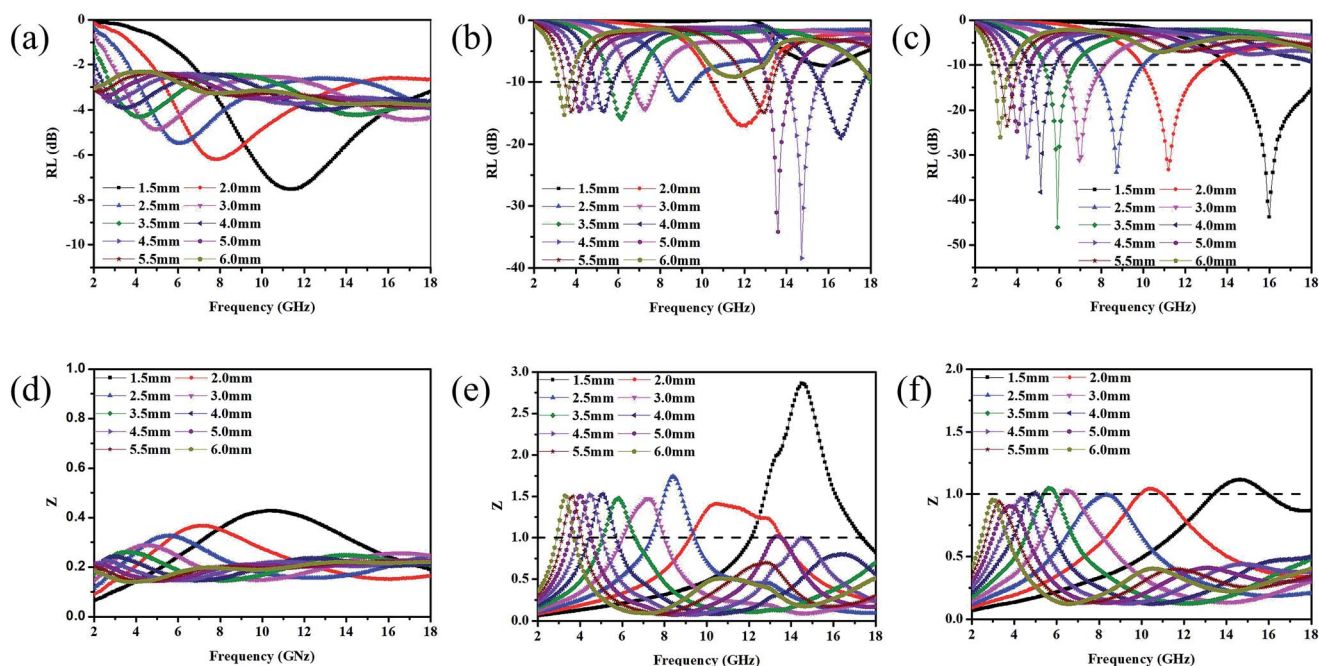 (a)
0
-2
-4
-6
-8
-10
RL (dB)
1.5mm 2.0mm
2.5mm 3.0mm
3.5mm 4.0mm
4.5mm 5.0mm
5.5mm 6.0mm
2 4 6 8 10 12 14 16 18
Frequency (GHz)
(b)
0
-10
-20
-30
-40
RL (dB)
1.5mm 2.0mm
2.5mm 3.0mm
3.5mm 4.0mm
4.5mm 5.0mm
5.5mm 6.0mm
2 4 6 8 10 12 14 16 18
Frequency (GHz)
(c)
0
-10
-20
-30
-40
-50
RL (dB)
1.5mm 2.0mm
2.5mm 3.0mm
3.5mm 4.0mm
4.5mm 5.0mm
5.5mm 6.0mm
2 4 6 8 10 12 14 16 18
Frequency (GHz)
(d)
1.0
0.8
0.6
0.4
0.2
0.0
Z
1.5mm 2.0mm
2.5mm 3.0mm
3.5mm 4.0mm
4.5mm 5.0mm
5.5mm 6.0mm
2 4 6 8 10 12 14 16 18
Frequency (GNz)
(e)
3.0
2.5
2.0
1.5
1.0
0.5
0.0
Z
1.5mm 2.0mm
2.5mm 3.0mm
3.5mm 4.0mm
4.5mm 5.0mm
5.5mm 6.0mm
2 4 6 8 10 12 14 16 18
Frequency (GHz)
(f)
2.0
1.5
1.0
0.5
0.0
Z
1.5mm 2.0mm
2.5mm 3.0mm
3.5mm 4.0mm
4.5mm 5.0mm
5.5mm 6.0mm
2 4 6 8 10 12 14 16 18
Frequency (GHz)